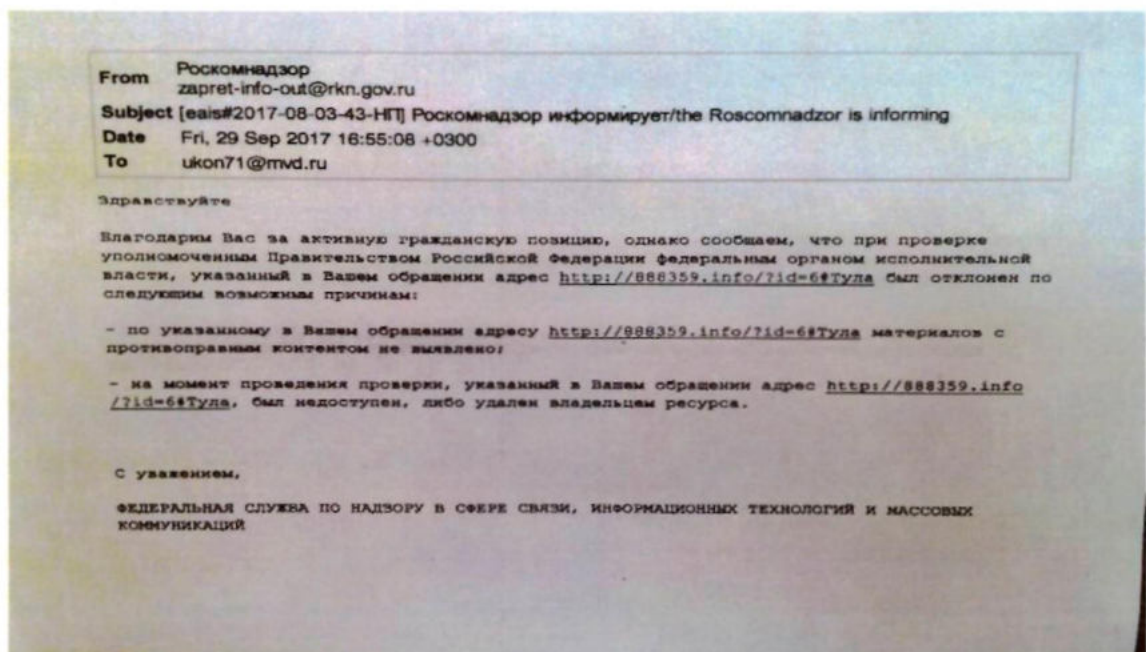 From Роскомнадзор
zapret-info-out@rkn.gov.ru
Subject [eais#2017-08-03-43-НП] Роскомнадзор информирует/the Roscomnadzor is informing
Date Fri, 29 Sep 2017 16:55:08 +0300
To ukon71@mvd.ru
Здравствуйте
Благодарим Вас за активную гражданскую позицию, однако сообщаем, что при проверке
уполномоченным Правительством Российской Федерации федеральным органом исполнительной
власти, указанный в Вашем обращении адрес http://888359.info/?id=6#Тула был отклонен по
следующим возможным причинам:
- по указанному в Вашем обращении адресу http://888359.info/?id=6#Тула материалов с
противоправным контентом не выявлено;
- на момент проведения проверки, указанный в Вашем обращении адрес http://888359.info
/?id=6#Тула, был недоступен, либо удален владельцем ресурса.
С уважением,
ФЕДЕРАЛЬНАЯ СЛУЖБА ПО НАДЗОРУ В СФЕРЕ СВЯЗИ, ИНФОРМАЦИОННЫХ ТЕХНОЛОГИЙ И МАССОВЫХ
КОММУНИКАЦИЙ